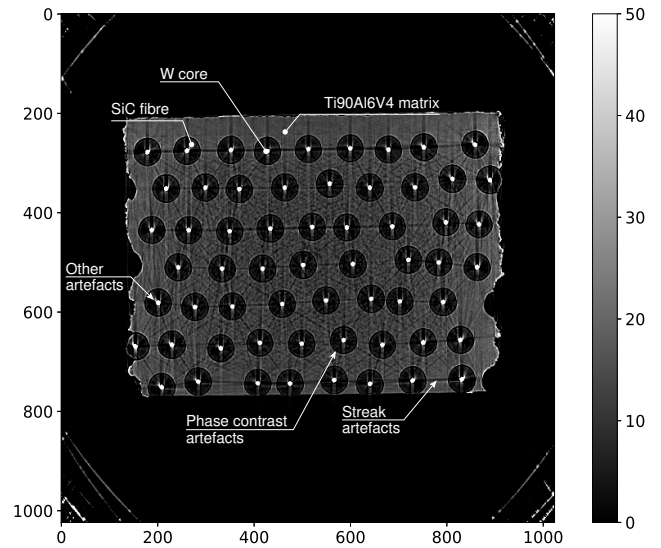 0
200
400
600
800
1000
0
200
400
600
800
1000
50
40
30
20
10
0
W core
SiC fibre
Ti90Al6V4 matrix
Other
artefacts
Phase contrast
artefacts
Streak
artefacts